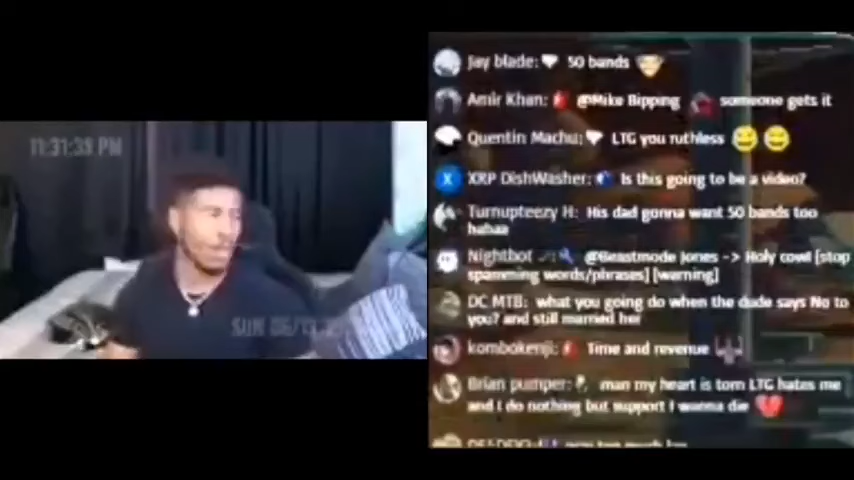 11:31:39 PM
SUN 06/1
Jay blade: 50 bands
Amir Khan: @Mike Bipping someone gets it
Quentin Machu: LTG you ruthless
XRP DishWasher: Is this going to be a video?
Turnupteezy H: His dad gonna want 50 bands too
hahaa
Nightbot @Beastmode Jones -> Holy cow! [stop
spamming words/phrases] [warning]
DC MTB: what you going do when the dude says No to
you? and still married her
kombokenji: Time and revenue
Brian pumper: man my heart is torn LTG hates me
and I do nothing but support I wanna die